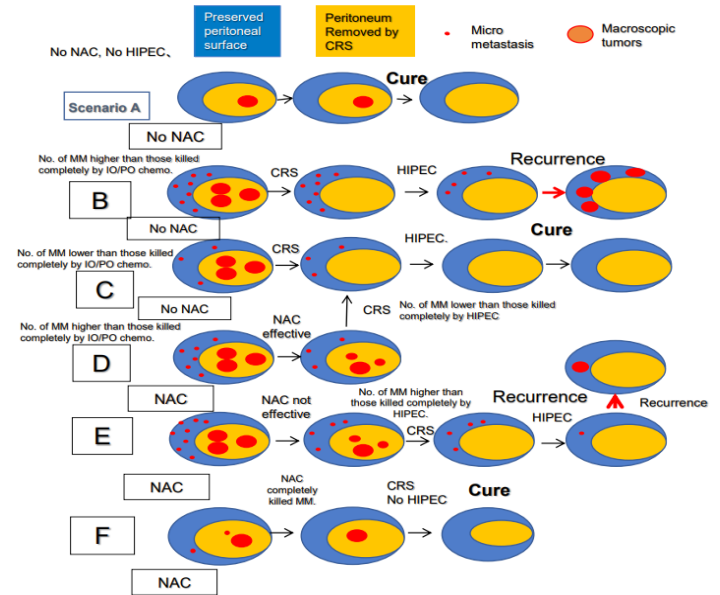 No NAC, No HIPEC、
Preserved
peritoneal
surface
Peritoneum
Removed by
CRS
Micro
metastasis
Macroscopic
tumors
Scenario A
Cure
No NAC
No. of MM higher than those killed
completely by IO/PO chemo.
B
CRS
HIPEC
Recurrence
No NAC
No. of MM lower than those killed
completely by IO/PO chemo.
C
CRS
HIPEC.
Cure
No NAC
No. of MM higher than those killed
completely by IO/PO chemo.
D
NAC
effective
CRS
No. of MM lower than those killed
completely by HIPEC
NAC
E
NAC not
effective
No. of MM higher than
those killed completely by
HIPEC.
CRS
Recurrence
HIPEC
Recurrence
NAC
F
NAC
completely
killed MM.
CRS
No HIPEC
Cure
NAC